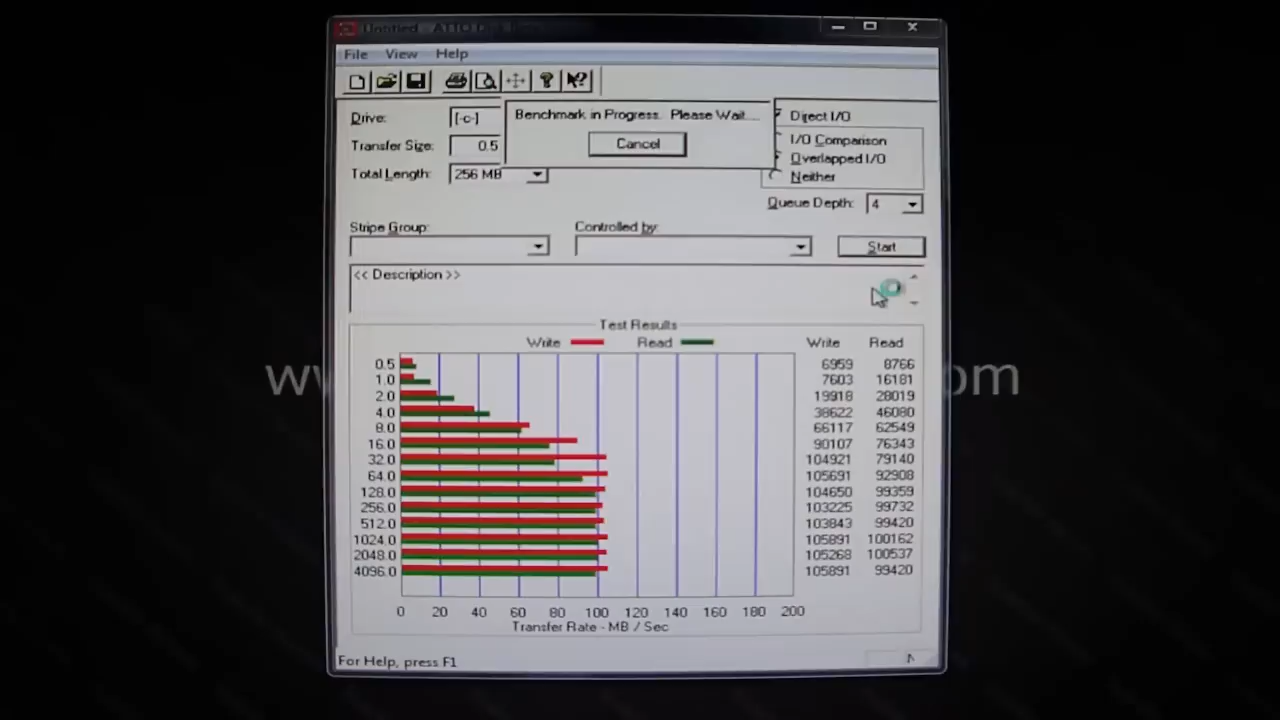 Untitled - ATTO
File View Help
Drive: [-c-]
Benchmark in Progress. Please Wait....
Direct I/O
Transfer Size: 0.5
Cancel
I/O Comparison
Overlapped I/O
Total Length: 256 MB
Neither
Queue Depth: 4
Stripe Group:
Controlled by:
Start
<< Description >>
Test Results
Write Read Write Read
0.5 6959 8766
1.0 7603 16181
2.0 19918 28019
4.0 38622 46080
8.0 66117 62549
16.0 90107 76343
32.0 104921 79140
64.0 105691 92908
128.0 104650 99359
256.0 103225 99732
512.0 103843 99420
1024.0 105891 100162
2048.0 105268 100537
4096.0 105891 99420
0 20 40 60 80 100 120 140 160 180 200
Transfer Rate - MB / Sec
For Help, press F1